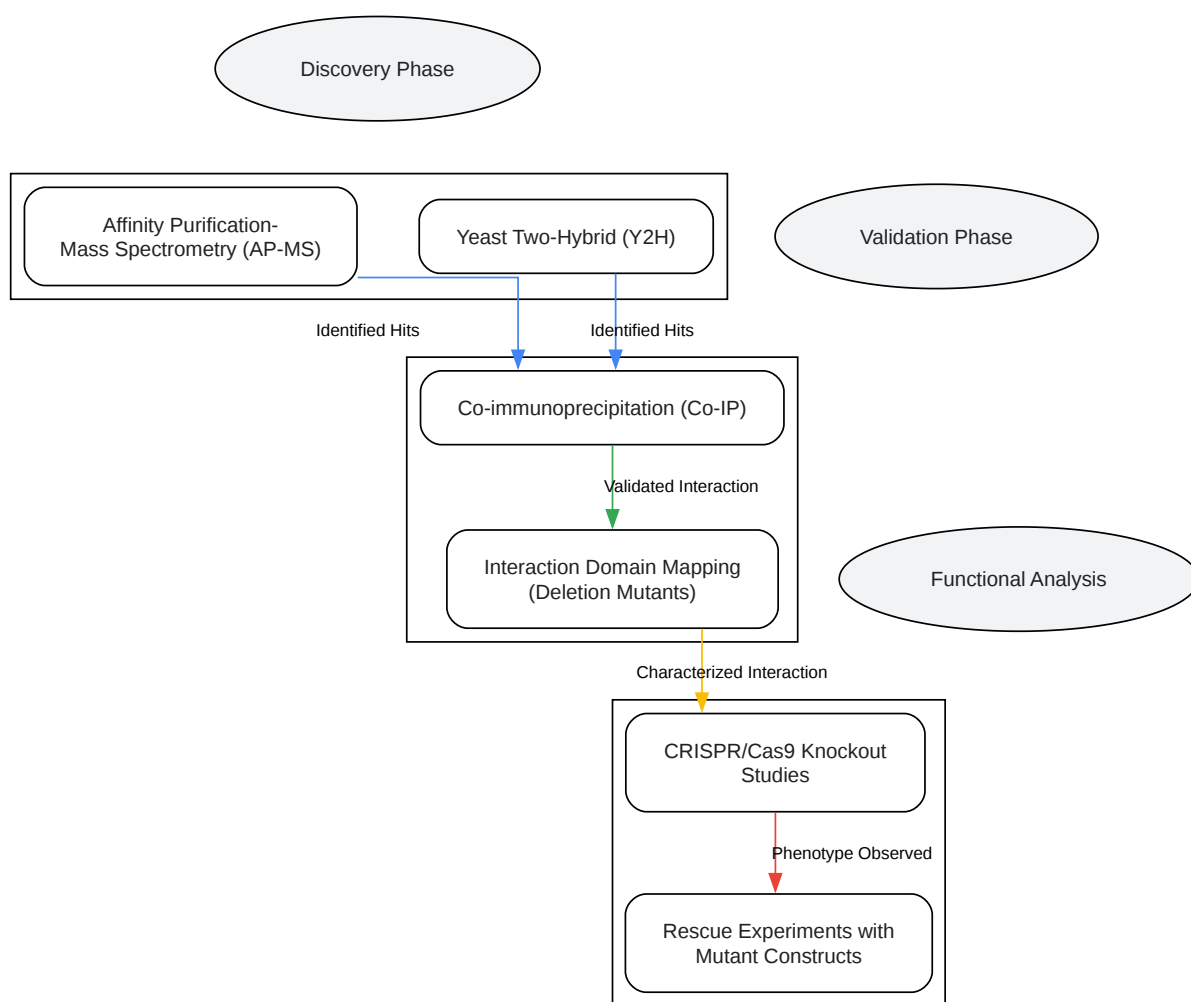 Discovery Phase
Affinity Purification-
Mass Spectrometry (AP-MS)
Yeast Two-Hybrid (Y2H)
Validation Phase
Identified Hits
Identified Hits
Co-immunoprecipitation (Co-IP)
Validated Interaction
Interaction Domain Mapping
(Deletion Mutants)
Functional Analysis
Characterized Interaction
CRISPR/Cas9 Knockout
Studies
Phenotype Observed
Rescue Experiments with
Mutant Constructs